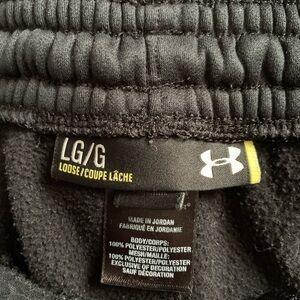 LG/G
LOOSE/COUPE LÂCHE
MADE IN JORDAN
FABRIQUÉ EN JORDANIE
BODY/CORPS:
100% POLYESTER/POLYESTER
MESH/MAILLE:
100% POLYESTER/POLYESTER
EXCLUSIVE OF DECORATION
SAUF DÉCORATION